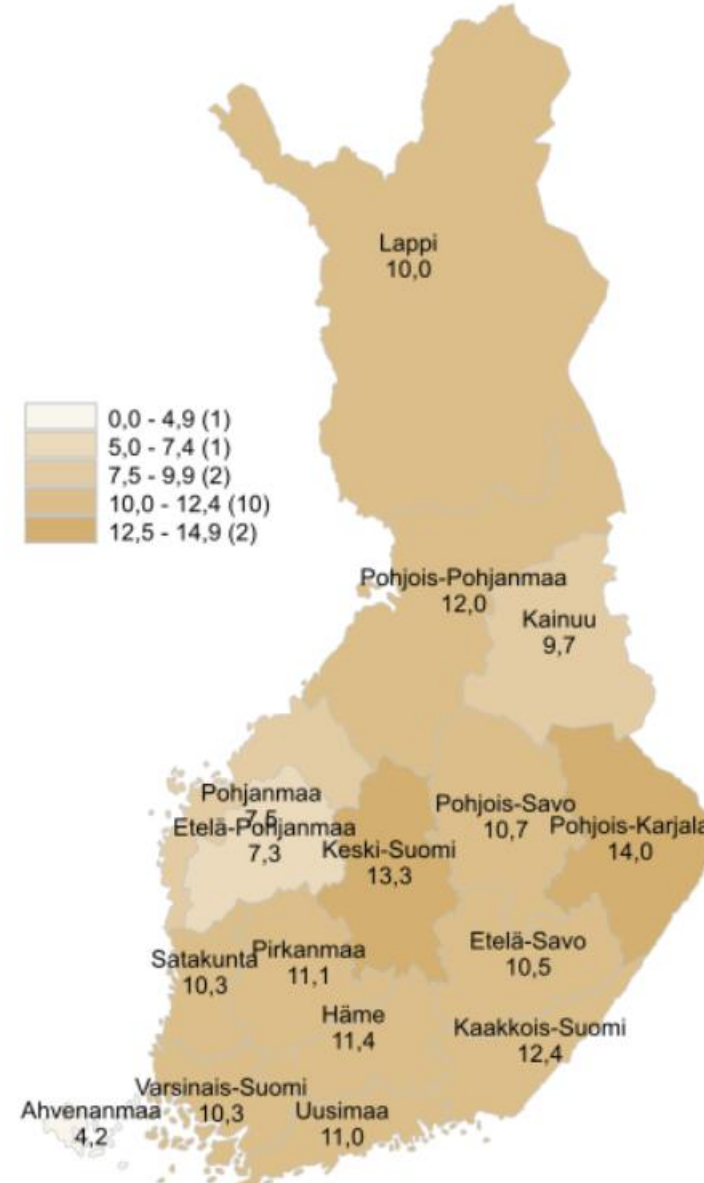 Lappi
10,0
0,0 - 4,9 (1)
5,0 - 7,4 (1)
7,5 - 9,9 (2)
10,0 - 12,4 (10)
12,5 - 14,9 (2)
Pohjois-Pohjanmaa
12,0
Kainuu
9,7
Pohjanmaa
7,5
Etelä-Pohjanmaa
7,3
Keski-Suomi
13,3
Pohjois-Savo
10,7
Pohjois-Karjala
14,0
Satakunta
10,3
Pirkanmaa
11,1
Etelä-Savo
10,5
Häme
11,4
Kaakkois-Suomi
12,4
Ahvenanmaa
4,2
Varsinais-Suomi
10,3
Uusimaa
11,0